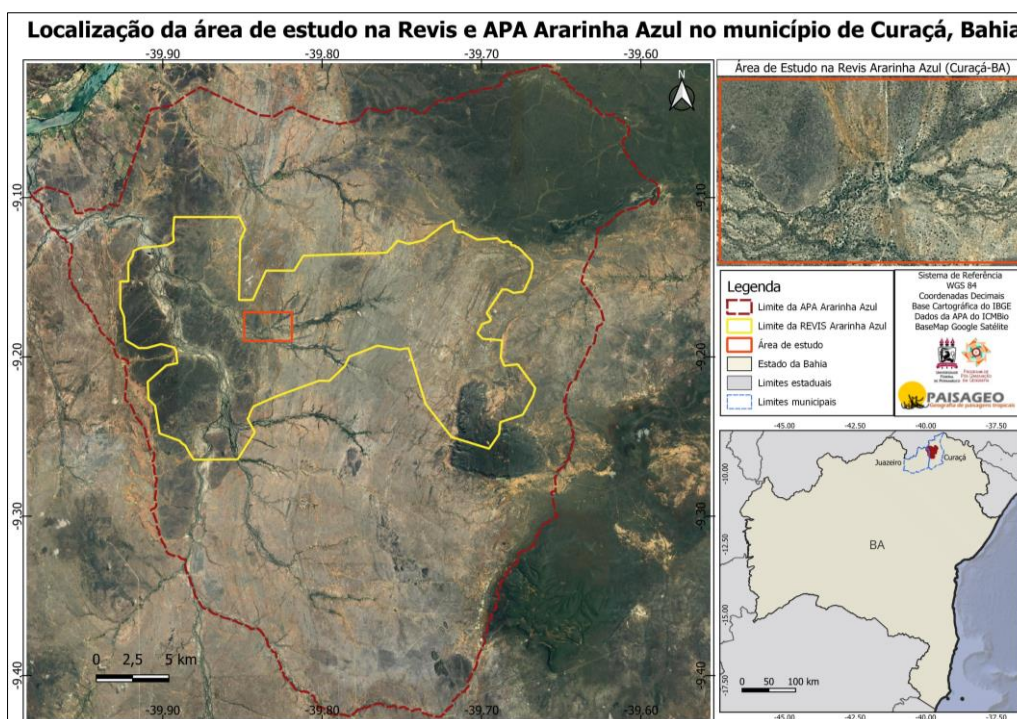 Localização da área de estudo na Revis e APA Ararinha Azul no município de Curaçá, Bahia
-39.90 -39.80 -39.70
-39.60
N
-9.10
-9.20
-9.30
-9.40
-9.10
-9.20
-9.30
-9.40
0 2,5 5 km
-39.90 -39.80 -39.70 -39.60
Área de Estudo na Revis Ararinha Azul (Curaçá-BA)
Legenda
Limite da APA Ararinha Azul
Limite da REVIS Ararinha Azul
Área de estudo
Estado da Bahia
Limites estaduais
Limites municipais
Sistema de Referência
WGS 84
Coordenadas Decimais
Base Cartográfica do IBGE
Dados da APA do ICMBio
BaseMap Google Satélite
PAISAGEO
-45.00 -42.50 -40.00 -37.50
-10.00
-12.50
-15.00
-17.50
Juazeiro
Curaçá
BA
0 50 100 km
-45.00 -42.50 -40.00 -37.50